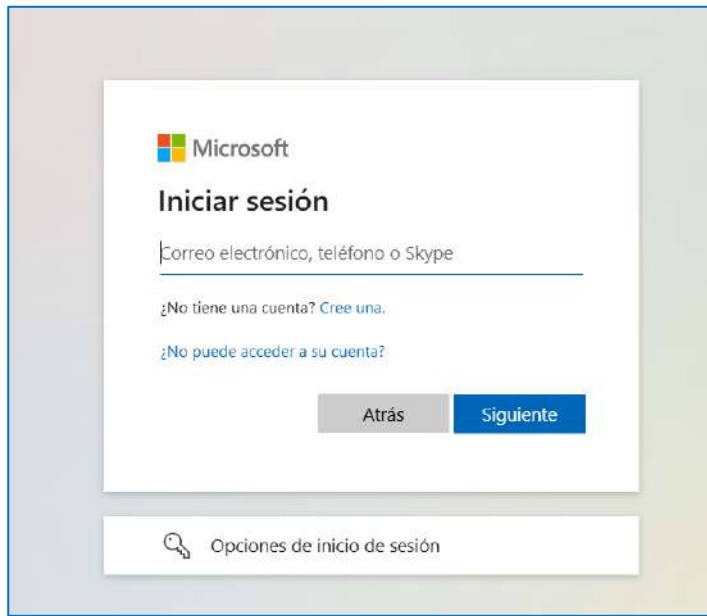 Microsoft
Iniciar sesión
Correo electrónico, teléfono o Skype
¿No tiene una cuenta? Cree una.
¿No puede acceder a su cuenta?
Atrás Siguiente
Opciones de inicio de sesión